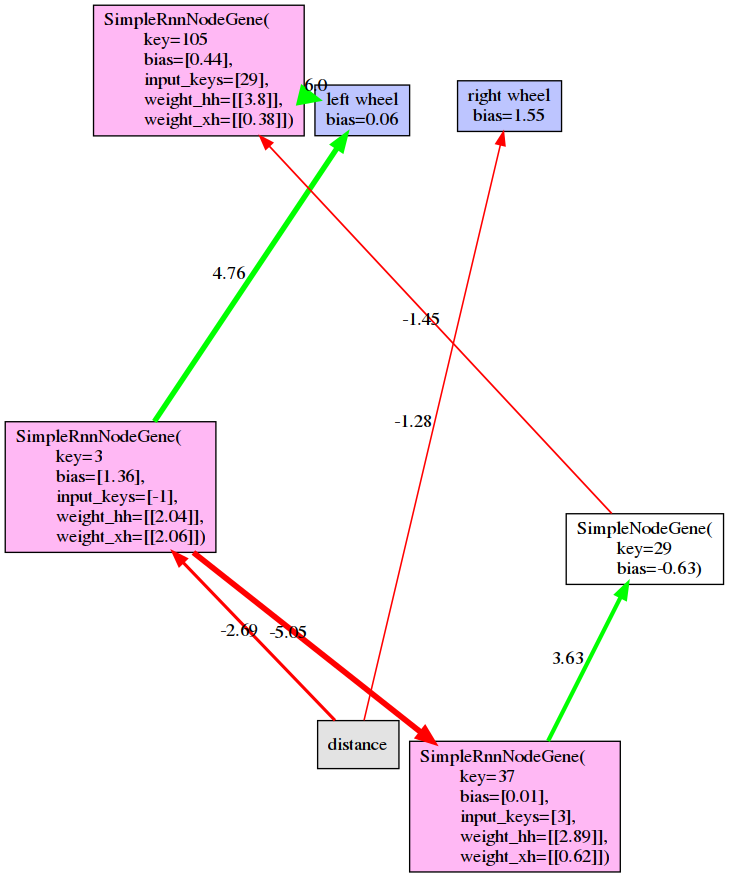 SimpleRnnNodeGene(
key=105
bias=[0.44],
input_keys=[29],
weight_hh=[[3.8]],
weight_xh=[[0.38]])
6.0
left wheel
bias=0.06
right wheel
bias=1.55
4.76
-1.45
-1.28
SimpleRnnNodeGene(
key=3
bias=[1.36],
input_keys=[-1],
weight_hh=[[2.04]],
weight_xh=[[2.06]])
SimpleNodeGene(
key=29
bias=-0.63)
-2.69
-5.05
3.63
distance
SimpleRnnNodeGene(
key=37
bias=[0.01],
input_keys=[3],
weight_hh=[[2.89]],
weight_xh=[[0.62]])